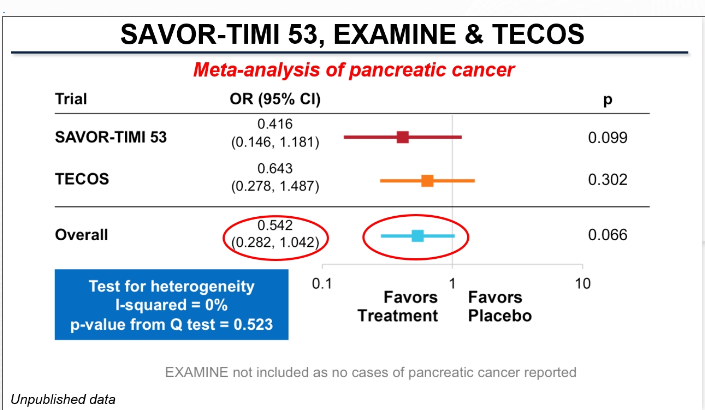 SAVOR-TIMI 53, EXAMINE & TECOS
Meta-analysis of pancreatic cancer
Trial OR (95% CI) p
0.416
SAVOR-TIMI 53 (0.146, 1.181) 0.099
0.643
TECOS (0.278, 1.487) 0.302
0.542
Overall (0.282, 1.042) 0.066
0.1 1 10
Favors Treatment
Favors Placebo
Test for heterogeneity
I-squared = 0%
p-value from Q test = 0.523
EXAMINE not included as no cases of pancreatic cancer reported
Unpublished data